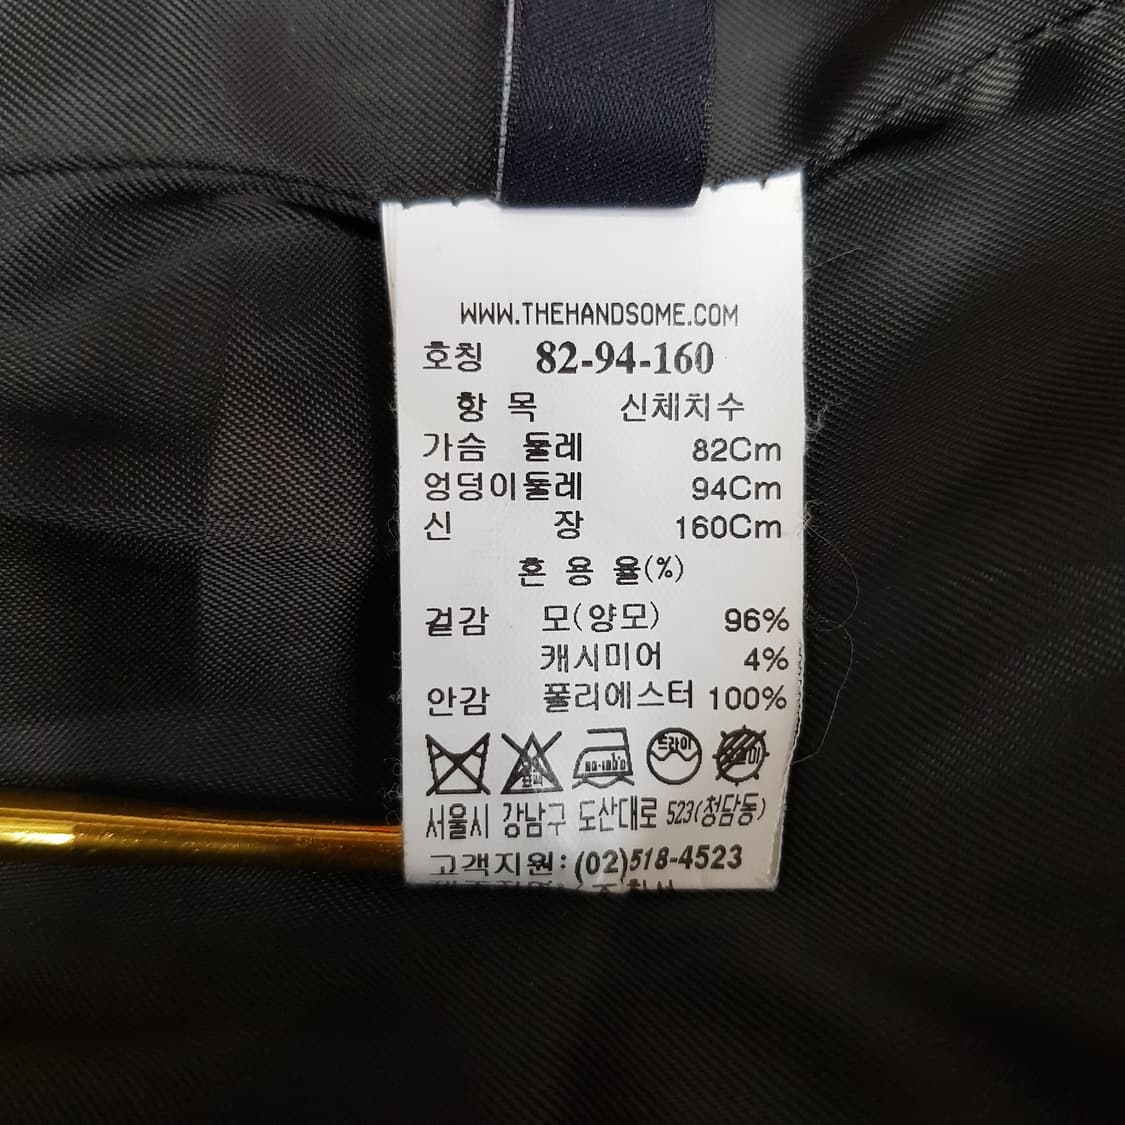 WWW.THEHANDSOME.COM
호칭 82-94-160
항 목 신체치수
가슴 둘레 82Cm
엉덩이둘레 94Cm
신 장 160Cm
혼 용 율(%)
겉감 모(양모) 96%
캐시미어 4%
안감 폴리에스터 100%
드라이
서울시 강남구 도산대로 523(청담동)
고객지원:(02)518-4523